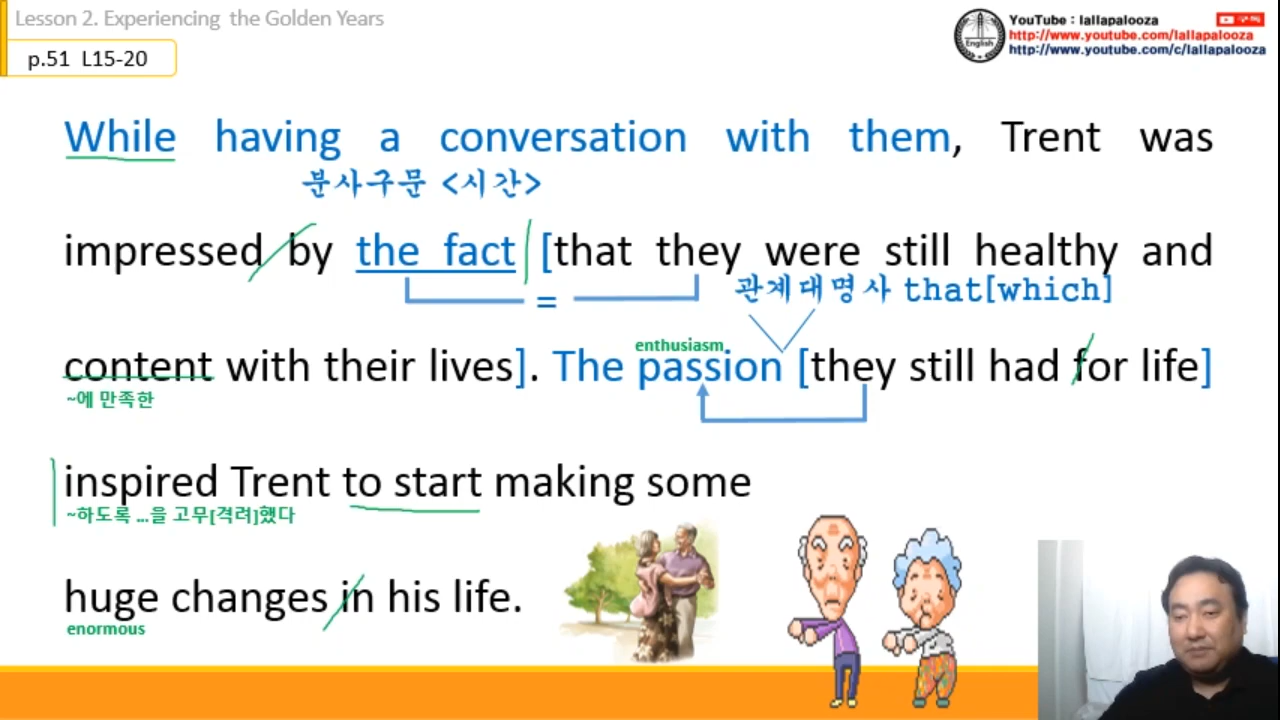 Lesson 2. Experiencing the Golden Years
p.51 L15-20
English
YouTube : lallapalooza
구독
http://www.youtube.com/lallapalooza
http://www.youtube.com/c/lallapalooza
While having a conversation with them, Trent was
분사구문 <시간>
impressed by the fact [that they were still healthy and
=
관계대명사 that[which]
enthusiasm
content with their lives]. The passion [they still had for life]
~에 만족한
inspired Trent to start making some
~하도록 ...을 고무[격려]했다
huge changes in his life.
enormous